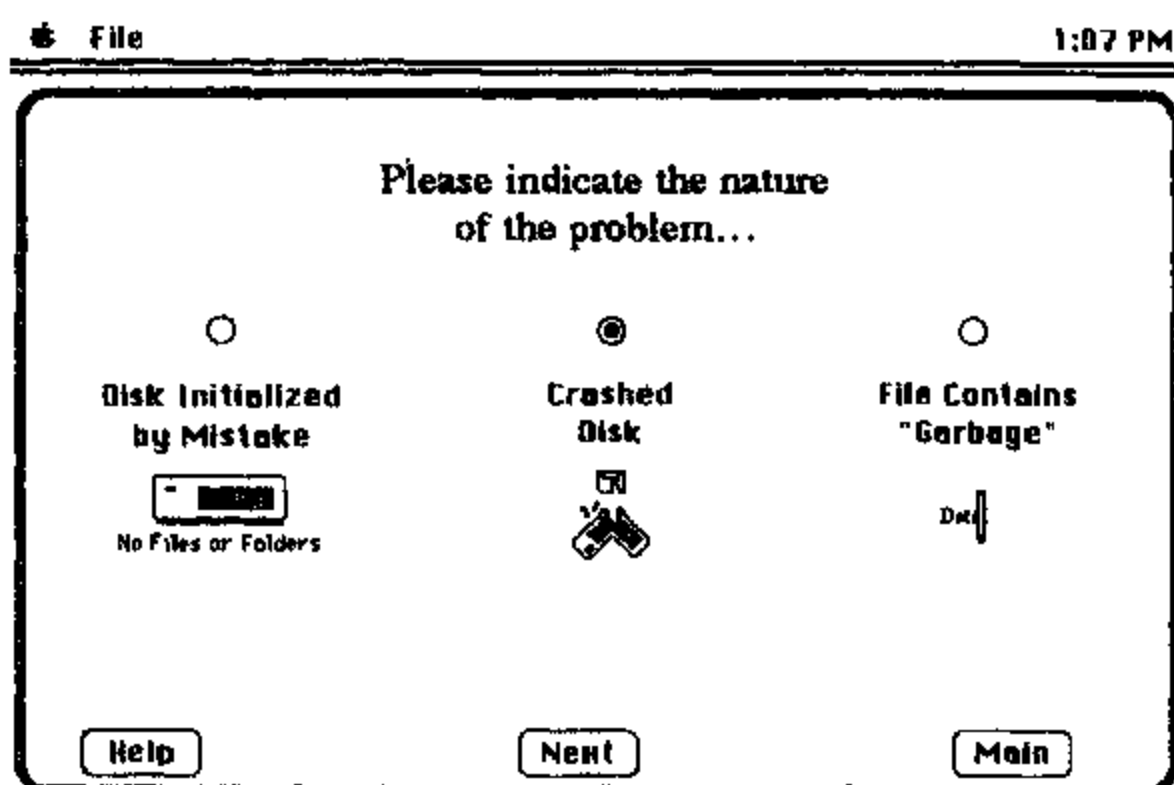 File 1:07 PM
Please indicate the nature
of the problem...
Disk Initialized
by Mistake
Crashed
Disk
File Contains
"Garbage"
No Files or Folders
Data
Help Next Main